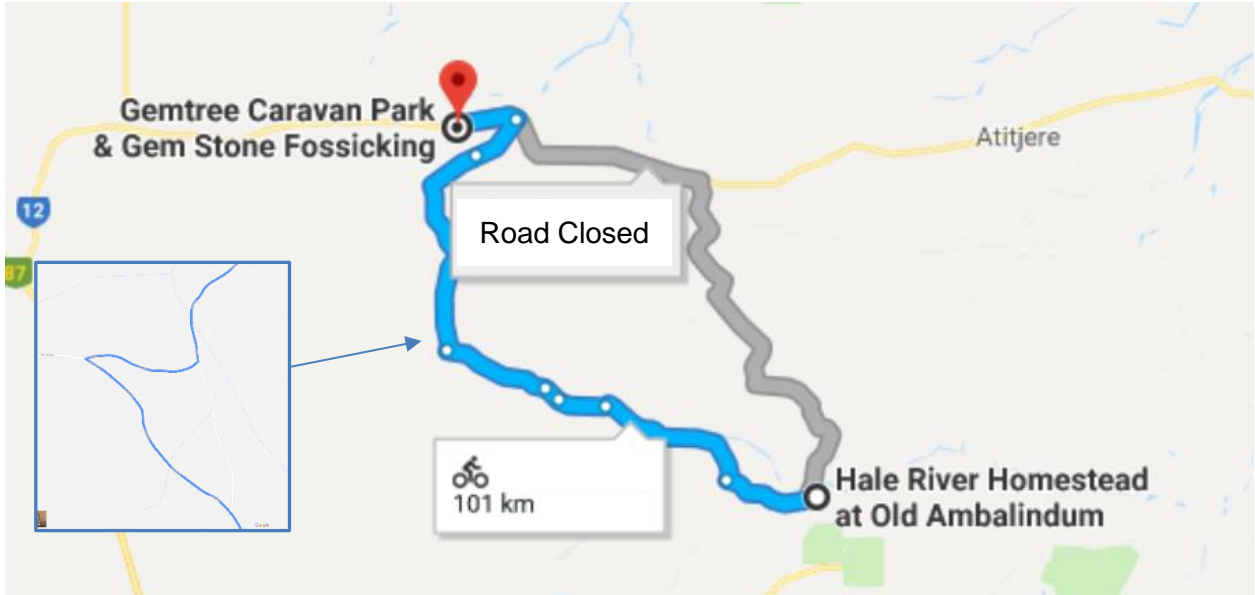 Gemtree Caravan Park
& Gem Stone Fossicking
Atitjere
12
87
Road Closed
101 km
Hale River Homestead
at Old Ambalindum
Google